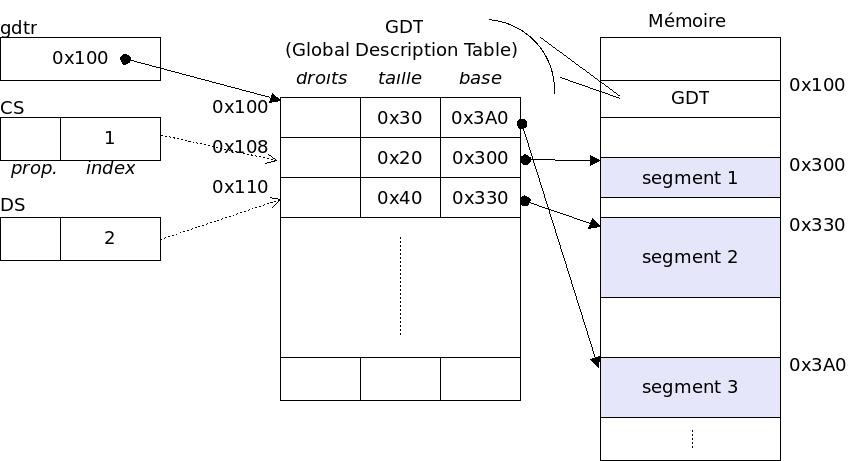 gdtr
0x100
CS
1
prop. index
DS
2
GDT
(Global Description Table)
droits taille base
0x100
0x30 0x3A0
0x108
0x20 0x300
0x110
0x40 0x330
Mémoire
GDT
0x100
segment 1
0x300
segment 2
0x330
segment 3
0x3A0